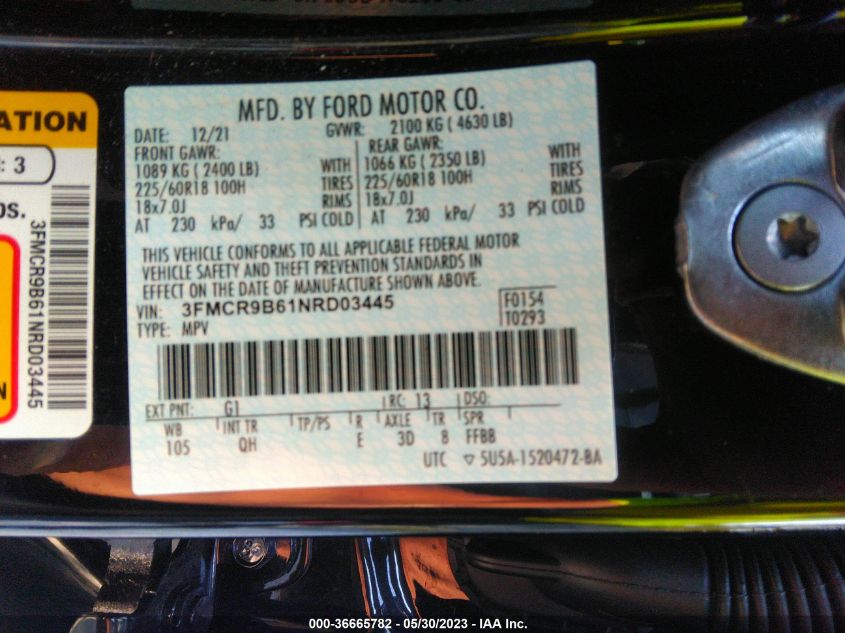 ATION
: 3
os.
3FMCR9B61NRD03445
N
MFD. BY FORD MOTOR CO.
DATE: 12/21 GVWR: 2100 KG ( 4630 LB)
FRONT GAWR: REAR GAWR:
1089 KG ( 2400 LB) WITH 1066 KG ( 2350 LB) WITH
225/60R18 100H TIRES 225/60R18 100H TIRES
18x7.0J RIMS 18x7.0J RIMS
AT 230 kPa/ 33 PSI COLD AT 230 kPa/ 33 PSI COLD
THIS VEHICLE CONFORMS TO ALL APPLICABLE FEDERAL MOTOR
VEHICLE SAFETY AND THEFT PREVENTION STANDARDS IN
EFFECT ON THE DATE OF MANUFACTURE SHOWN ABOVE.
VIN: 3FMCR9B61NRD03445 F0154
TYPE: MPV T0293
EXT PNT: G1 RC: 13 DSO:
WB INT TR TP/PS R AXLE TR SPR
105 QH E 3D 8 FFBB
UTC ▽ 5U5A-1520472-BA
000-36665782 - 05/30/2023 - IAA Inc.